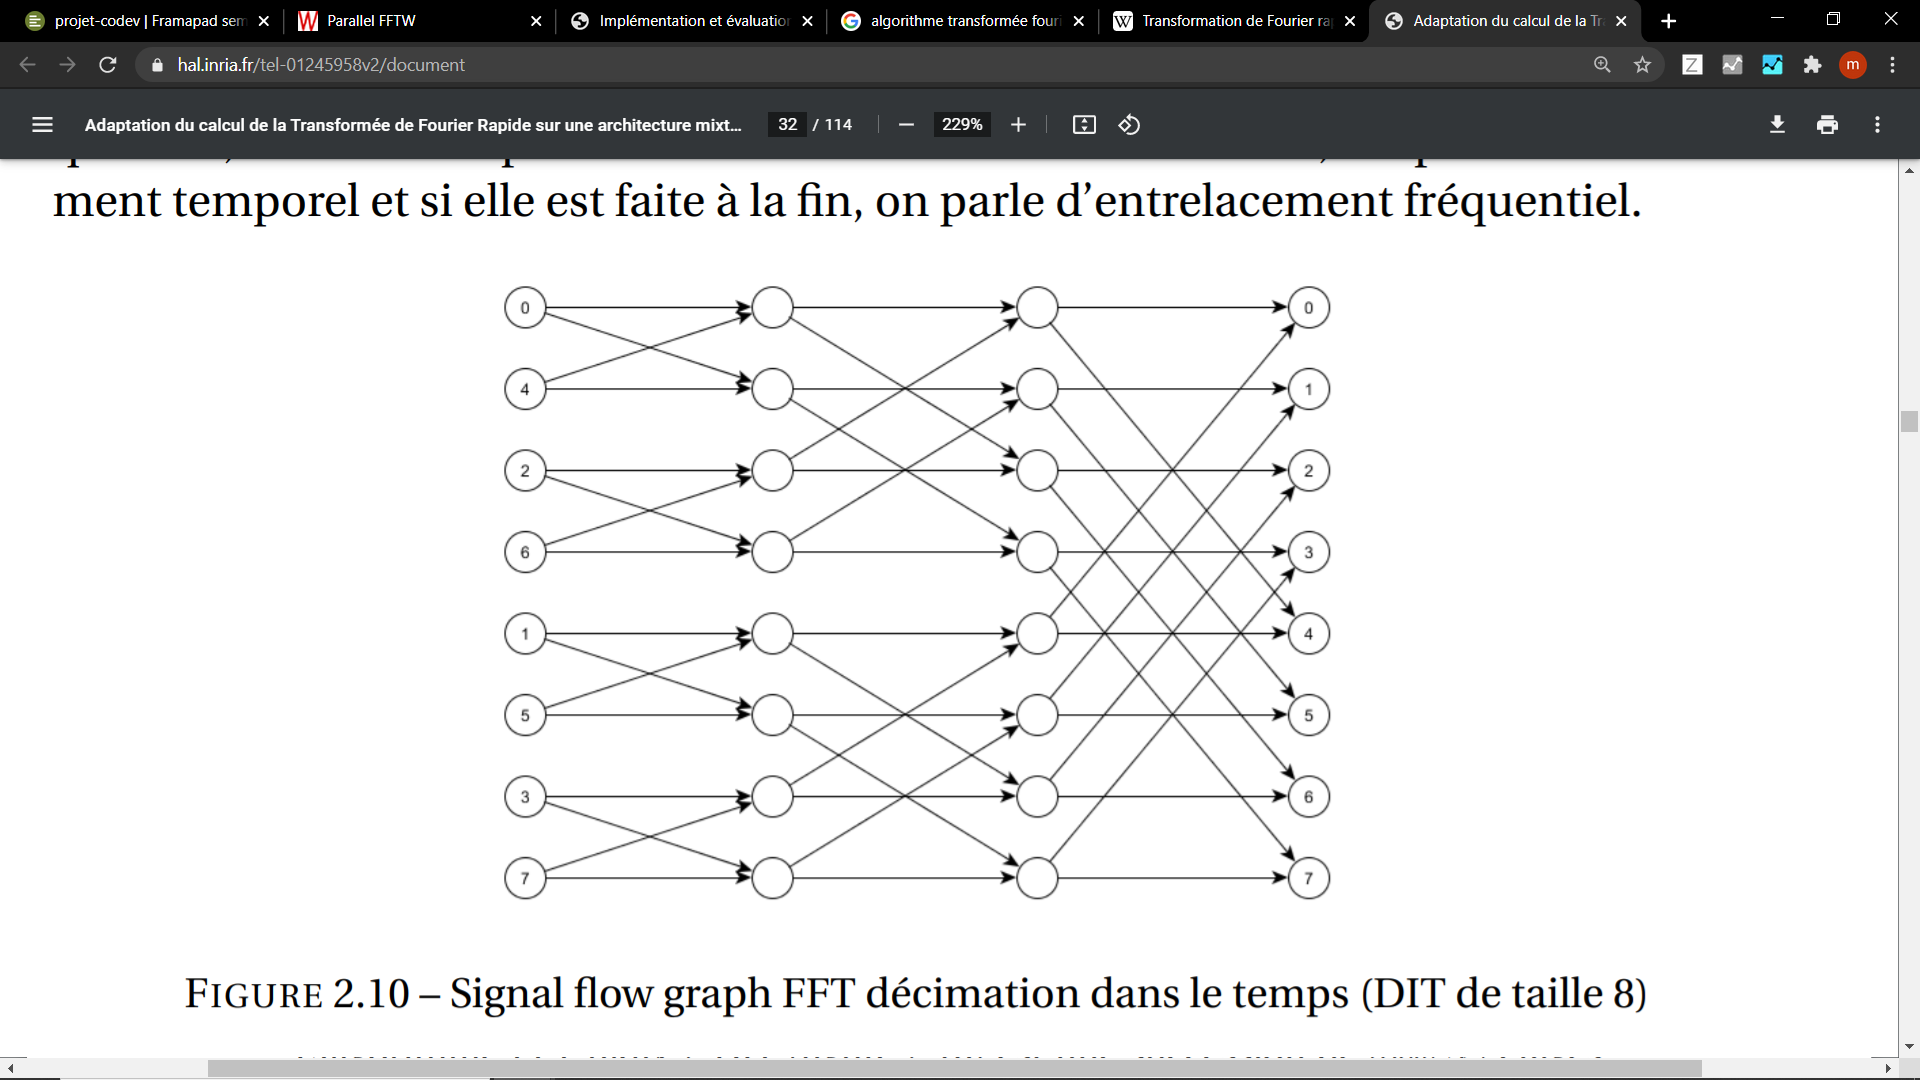 projet-codev | Framapad sem
Parallel FFTW
Implémentation et évaluation
algorithme transformée fouri
Transformation de Fourier ra
Adaptation du calcul de la Tr
hal.inria.fr/tel-01245958v2/document
Z
m
Adaptation du calcul de la Transformée de Fourier Rapide sur une architecture mixt...
32 / 114
229%
ment temporel et si elle est faite à la fin, on parle d'entrelacement fréquentiel.
0 0
4 1
2 2
6 3
1 4
5 5
3 6
7 7
FIGURE 2.10 – Signal flow graph FFT décimation dans le temps (DIT de taille 8)